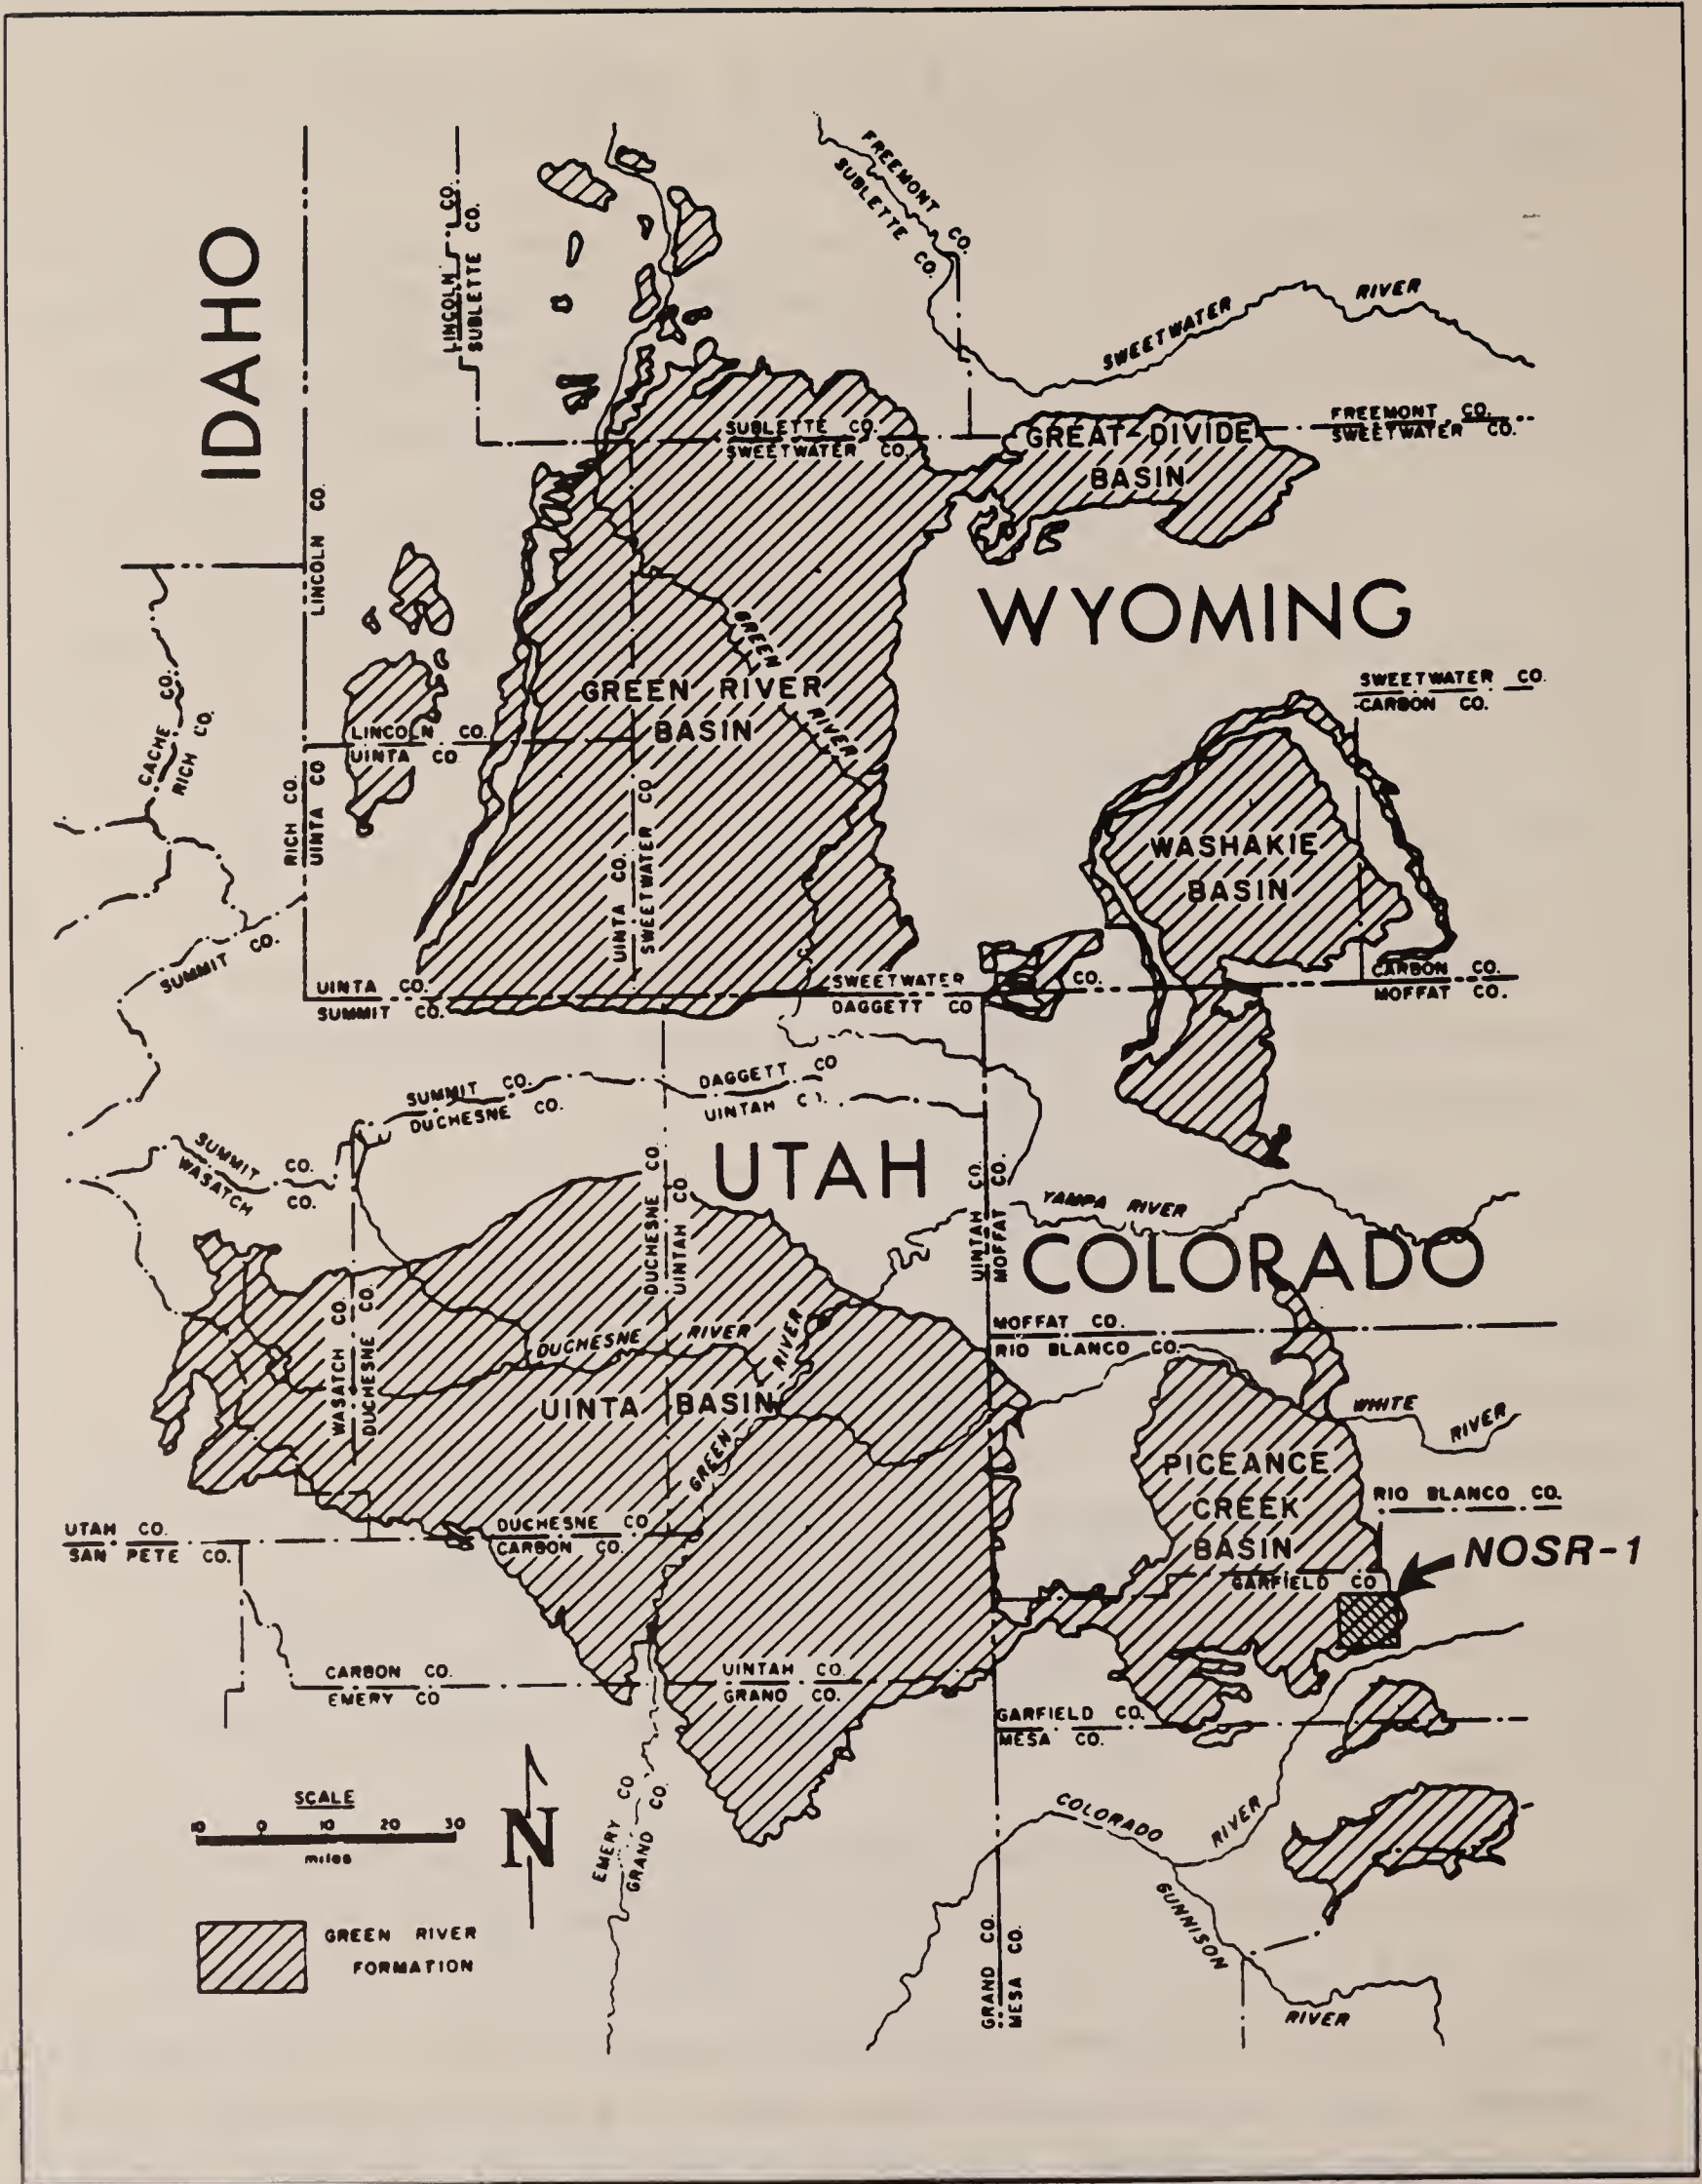 IDAHO
LINCOLN CO.
SUBLETTE CO.
FREEMONT CO.
SUBLETTE CO.
SWEETWATER RIVER
SUBLETTE CO.
SWEETWATER CO.
GREAT DIVIDE
BASIN
FREEMONT CO.
SWEETWATER CO.
LINCOLN CO.
WYOMING
GREEN RIVER
GREEN RIVER
BASIN
LINCOLN CO.
UINTA CO.
CACHE CO.
RICH CO.
RICH CO.
UINTA CO
SWEETWATER CO.
CARBON CO.
WASHAKIE
BASIN
UINTA CO.
SWEETWATER CO
SUMMIT CO.
UINTA CO.
SUMMIT CO.
SWEETWATER CO.
DAGGETT CO
CARBON CO.
MOFFAT CO.
SUMMIT CO.
DUCHESNE CO.
DAGGETT CO
UINTAH
SUMMIT CO.
WASATCH CO.
UTAH
DUCHESNE CO.
UINTAH CO
UINTAH CO.
MOFFAT CO.
YAMPA RIVER
COLORADO
MOFFAT CO.
RIO BLANCO CO.
WASATCH CO.
DUCHESNE CO.
DUCHESNE RIVER
GREEN RIVER
UINTA BASIN
WHITE RIVER
PICEANCE
CREEK
BASIN
RIO BLANCO CO.
GARFIELD CO
NOSR-1
UTAH CO.
SAN PETE CO.
DUCHESNE CO
CARBON CO.
CARBON CO.
EMERY CO
UINTAH CO.
GRAND CO.
GARFIELD CO.
MESA CO.
EMERY CO
GRAND CO.
COLORADO RIVER
GUNNISON RIVER
GRAND CO.
MESA CO.
SCALE
10 0 10 20 30
miles
N
GREEN RIVER
FORMATION